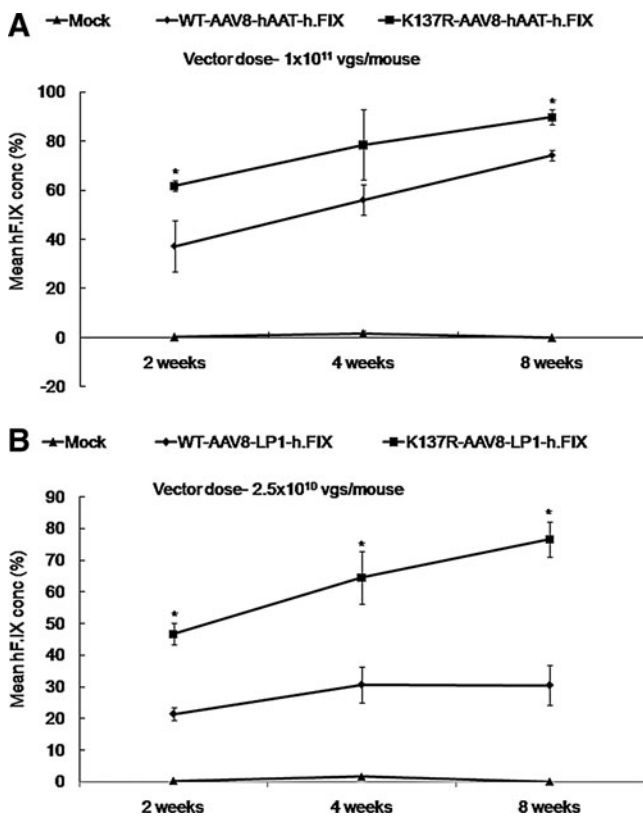 A
Mock WT-AAV8-hAAT-h.FIX K137R-AAV8-hAAT-h.FIX
Vector dose- 1x10¹¹ vgs/mouse
Mean hF.IX conc (%)
100
80
60
40
20
0
-20
*
*
2 weeks 4 weeks 8 weeks
B
Mock WT-AAV8-LP1-h.FIX K137R-AAV8-LP1-h.FIX
Vector dose- 2.5x10¹⁰ vgs/mouse
Mean hF.IX conc (%)
90
80
70
60
50
40
30
20
10
0
*
*
*
2 weeks 4 weeks 8 weeks